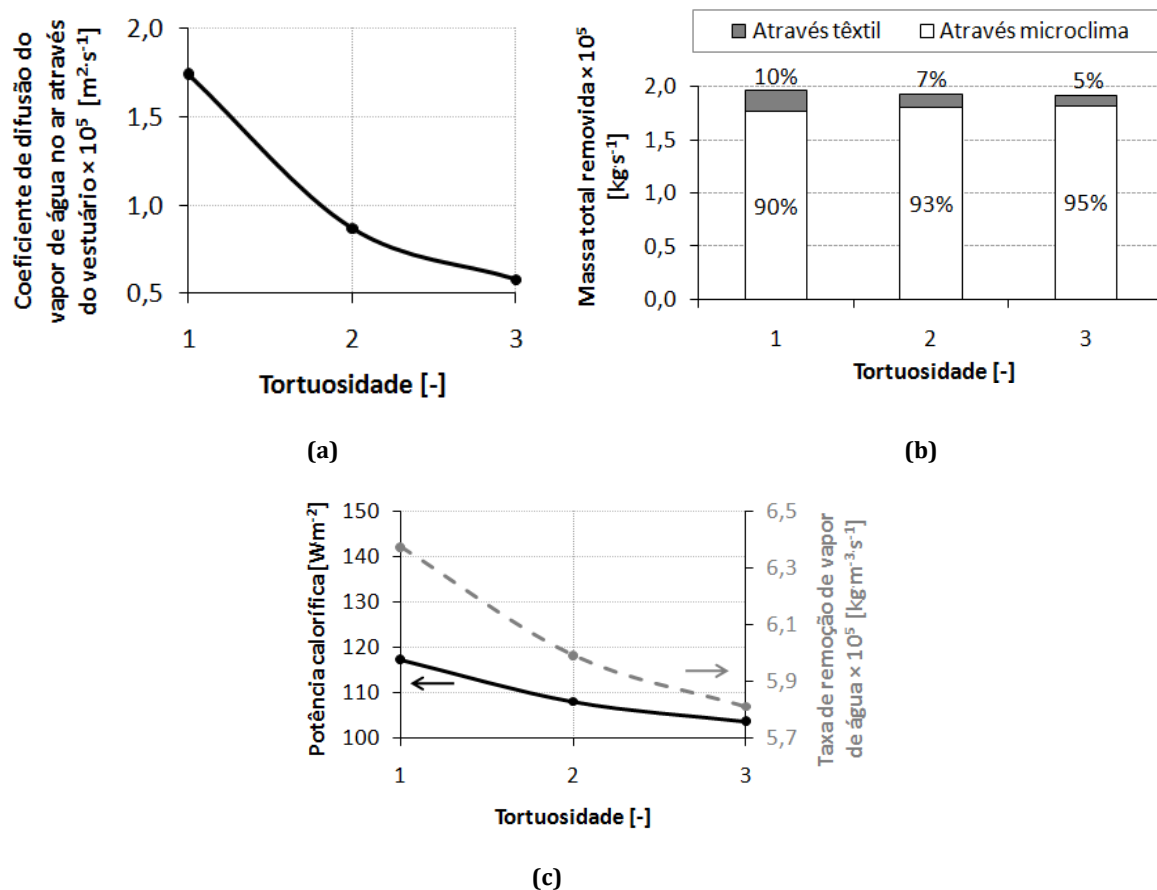 Coeficiente de difusão do
vapor de água no ar através
do vestuário × 10⁵ [m²·s⁻¹]
2,0
1,5
1,0
0,5
1 2 3
Tortuosidade [-]
(a)
Através têxtil Através microclima
Massa total removida × 10⁵
[kg·s⁻¹]
2,0
1,5
1,0
0,5
0,0
10% 7% 5%
90% 93% 95%
1 2 3
Tortuosidade [-]
(b)
Potência calorífica [W·m⁻²]
150
140
130
120
110
100
6,5
6,3
6,1
5,9
5,7
Taxa de remoção de vapor
de água × 10⁵ [kg·m⁻³·s⁻¹]
1 2 3
Tortuosidade [-]
(c)